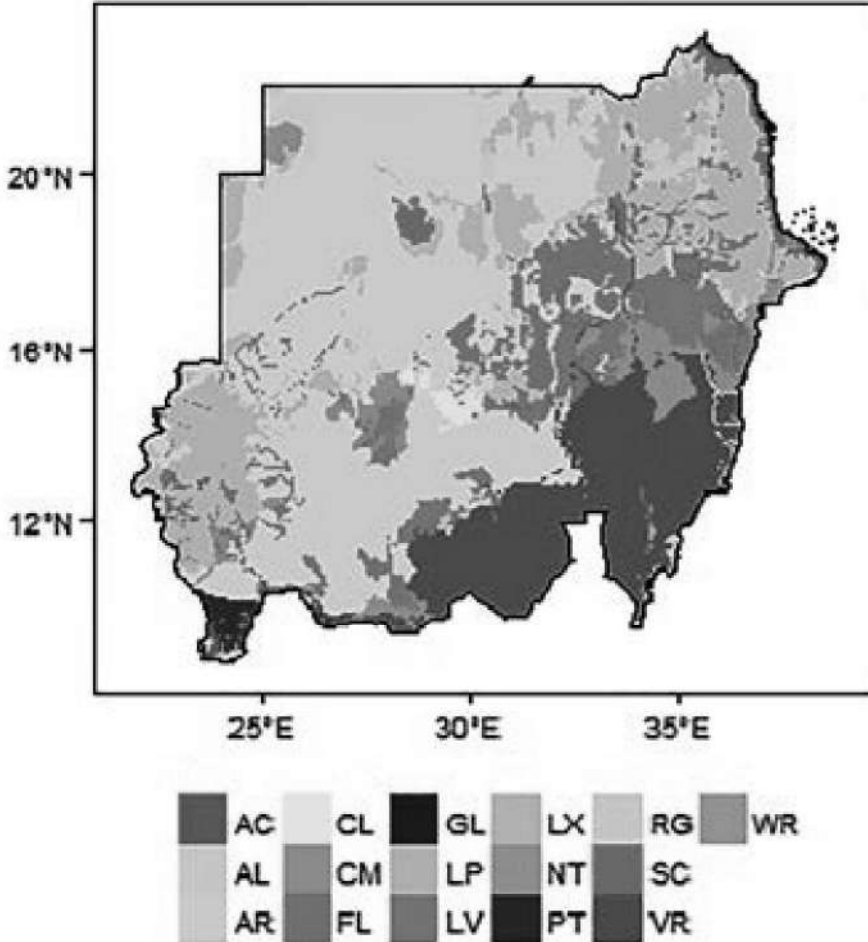 20°N
16°N
12°N
25°E 30°E 35°E
AC CL GL LX RG WR
AL CM LP NT SC
AR FL LV PT VR